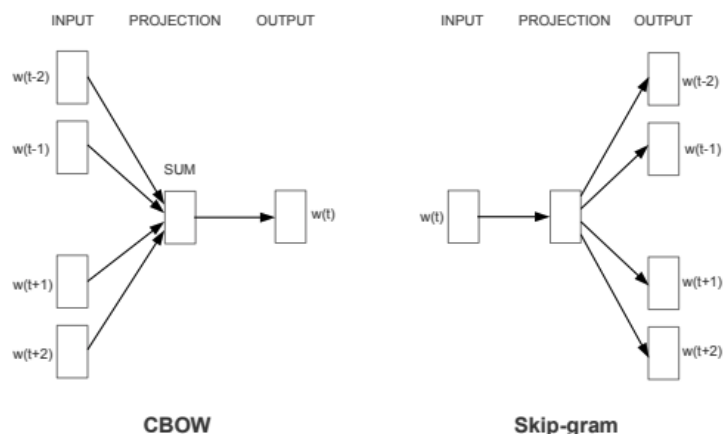 INPUT PROJECTION OUTPUT
w(t-2)
w(t-1)
SUM
w(t)
w(t+1)
w(t+2)
CBOW
INPUT PROJECTION OUTPUT
w(t-2)
w(t-1)
w(t)
w(t+1)
w(t+2)
Skip-gram